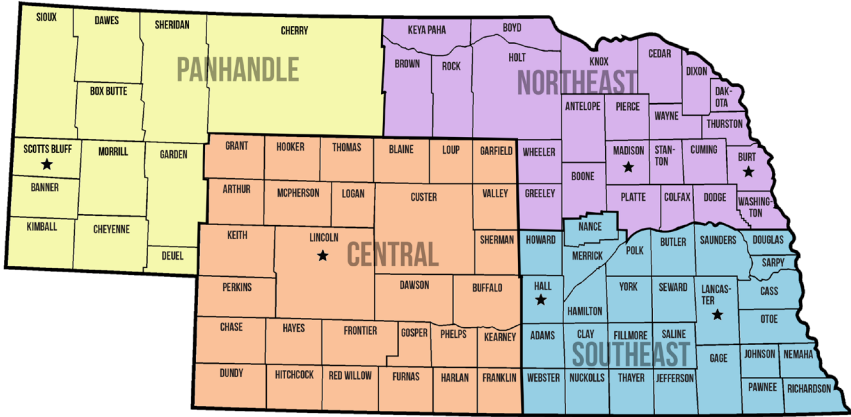 SIOUX
DAWES
SHERIDAN
CHERRY
BOX BUTTE
PANHANDLE
SCOTTS BLUFF
MORRILL
GARDEN
BANNER
KIMBALL
CHEYENNE
DEUEL
KEYA PAHA
BOYD
BROWN
ROCK
HOLT
KNOX
CEDAR
DIXON
DAK-
OTA
NORTHEAST
ANTELOPE
PIERCE
WAYNE
THURSTON
WHEELER
MADISON
STAN-
TON
CUMING
BURT
BOONE
GREELEY
PLATTE
COLFAX
DODGE
WASHING-
TON
GRANT
HOOKER
THOMAS
BLAINE
LOUP
GARFIELD
ARTHUR
MCPHERSON
LOGAN
CUSTER
VALLEY
KEITH
LINCOLN
CENTRAL
SHERMAN
PERKINS
DAWSON
BUFFALO
CHASE
HAYES
FRONTIER
GOSPER
PHELPS
KEARNEY
DUNDY
HITCHCOCK
RED WILLOW
FURNAS
HARLAN
FRANKLIN
NANCE
HOWARD
MERRICK
POLK
BUTLER
SAUNDERS
DOUGLAS
SARPY
HALL
HAMILTON
YORK
SEWARD
LANCAS-
TER
CASS
OTOE
ADAMS
CLAY
FILLMORE
SALINE
SOUTHEAST
GAGE
JOHNSON
NEMAHA
WEBSTER
NUCKOLLS
THAYER
JEFFERSON
PAWNEE
RICHARDSON